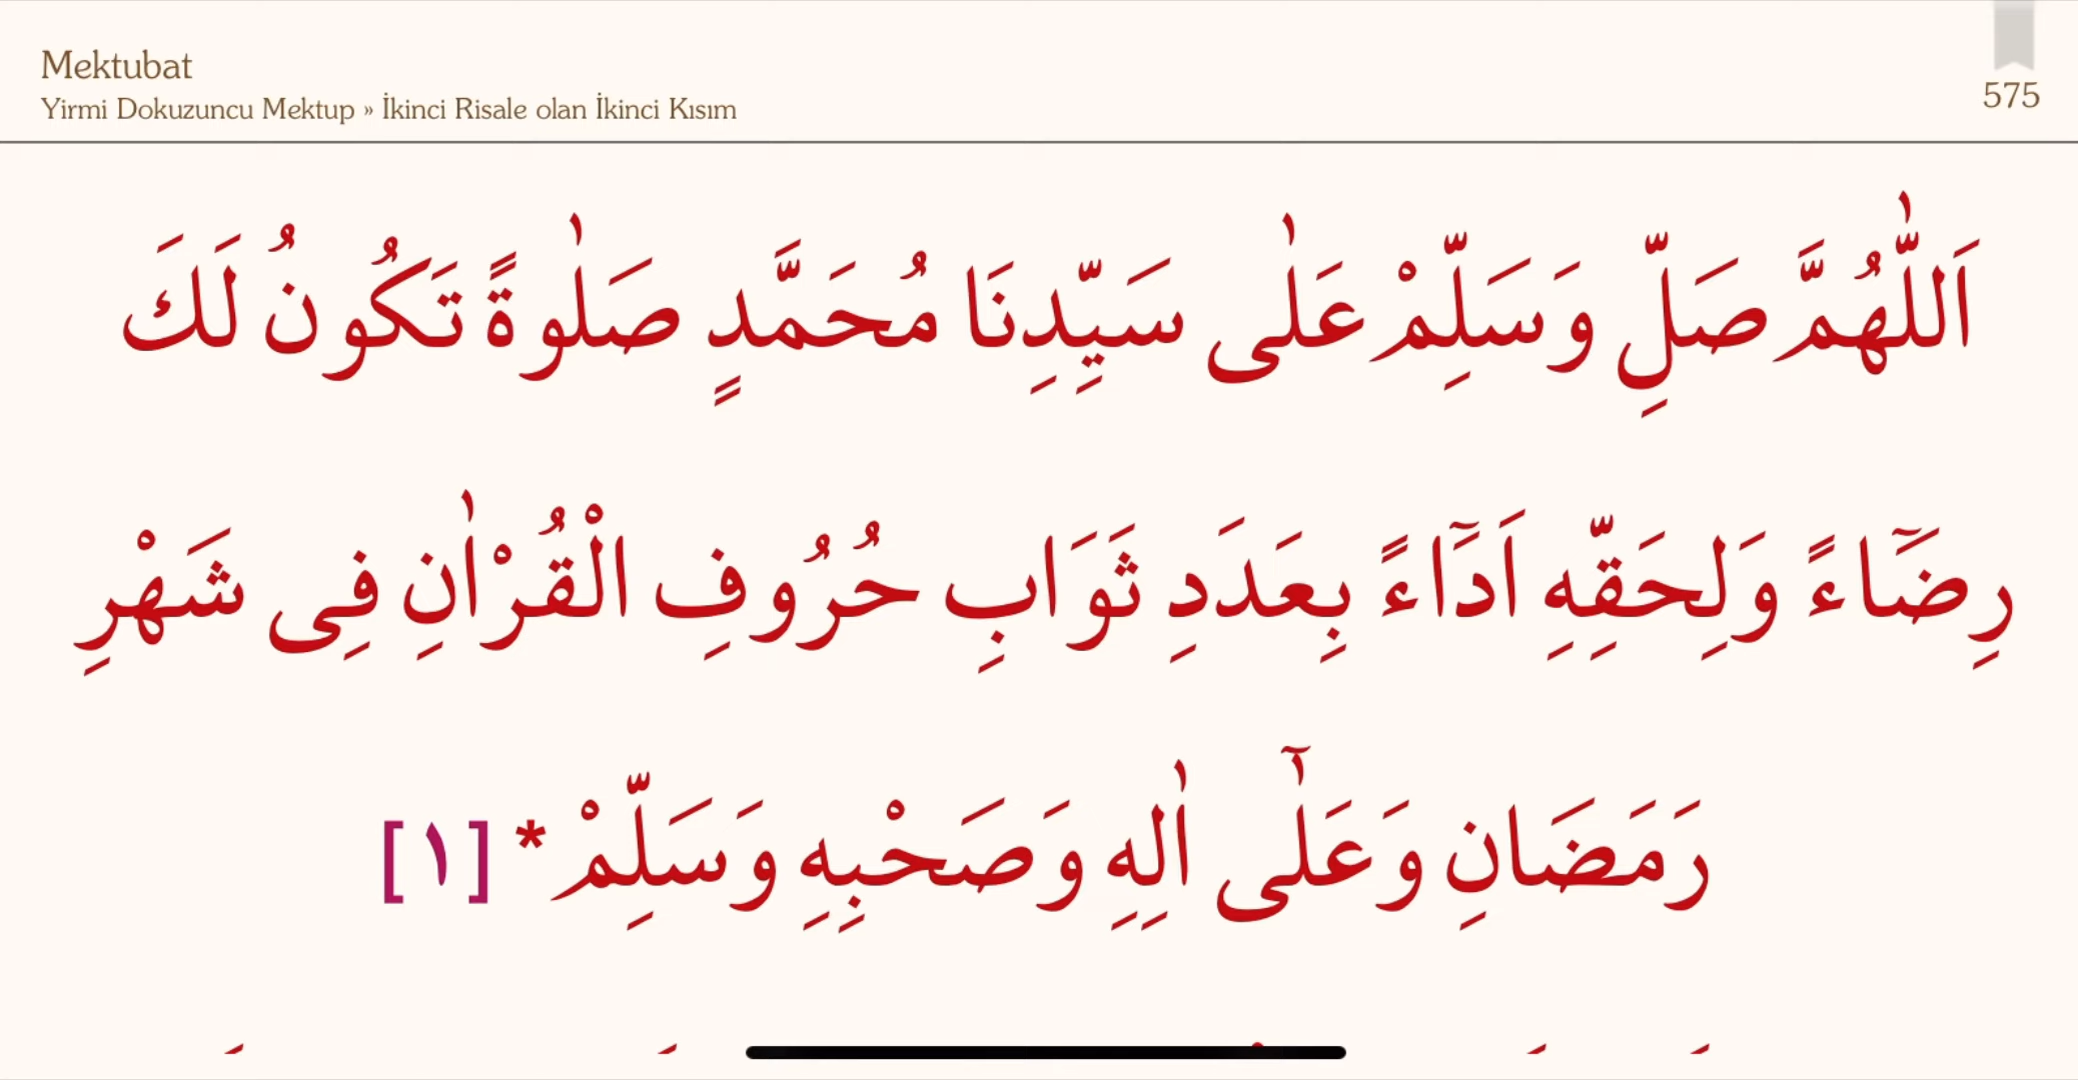 Mektubat
Yirmi Dokuzuncu Mektup » İkinci Risale olan İkinci Kısım
575
اَللّٰهُمَّ صَلِّ وَسَلِّمْ عَلٰى سَيِّدِنَا مُحَمَّدٍ صَلٰوةً تَكُونُ لَكَ
رِضَٓاءً وَلِحَقِّهِ اَدَٓاءً بِعَدَدِ ثَوَابِ حُرُوفِ الْقُرْاٰنِ فِى شَهْرِ
رَمَضَانِ وَعَلٰٓى اٰلِهِ وَصَحْبِهِ وَسَلِّمْ * [١]